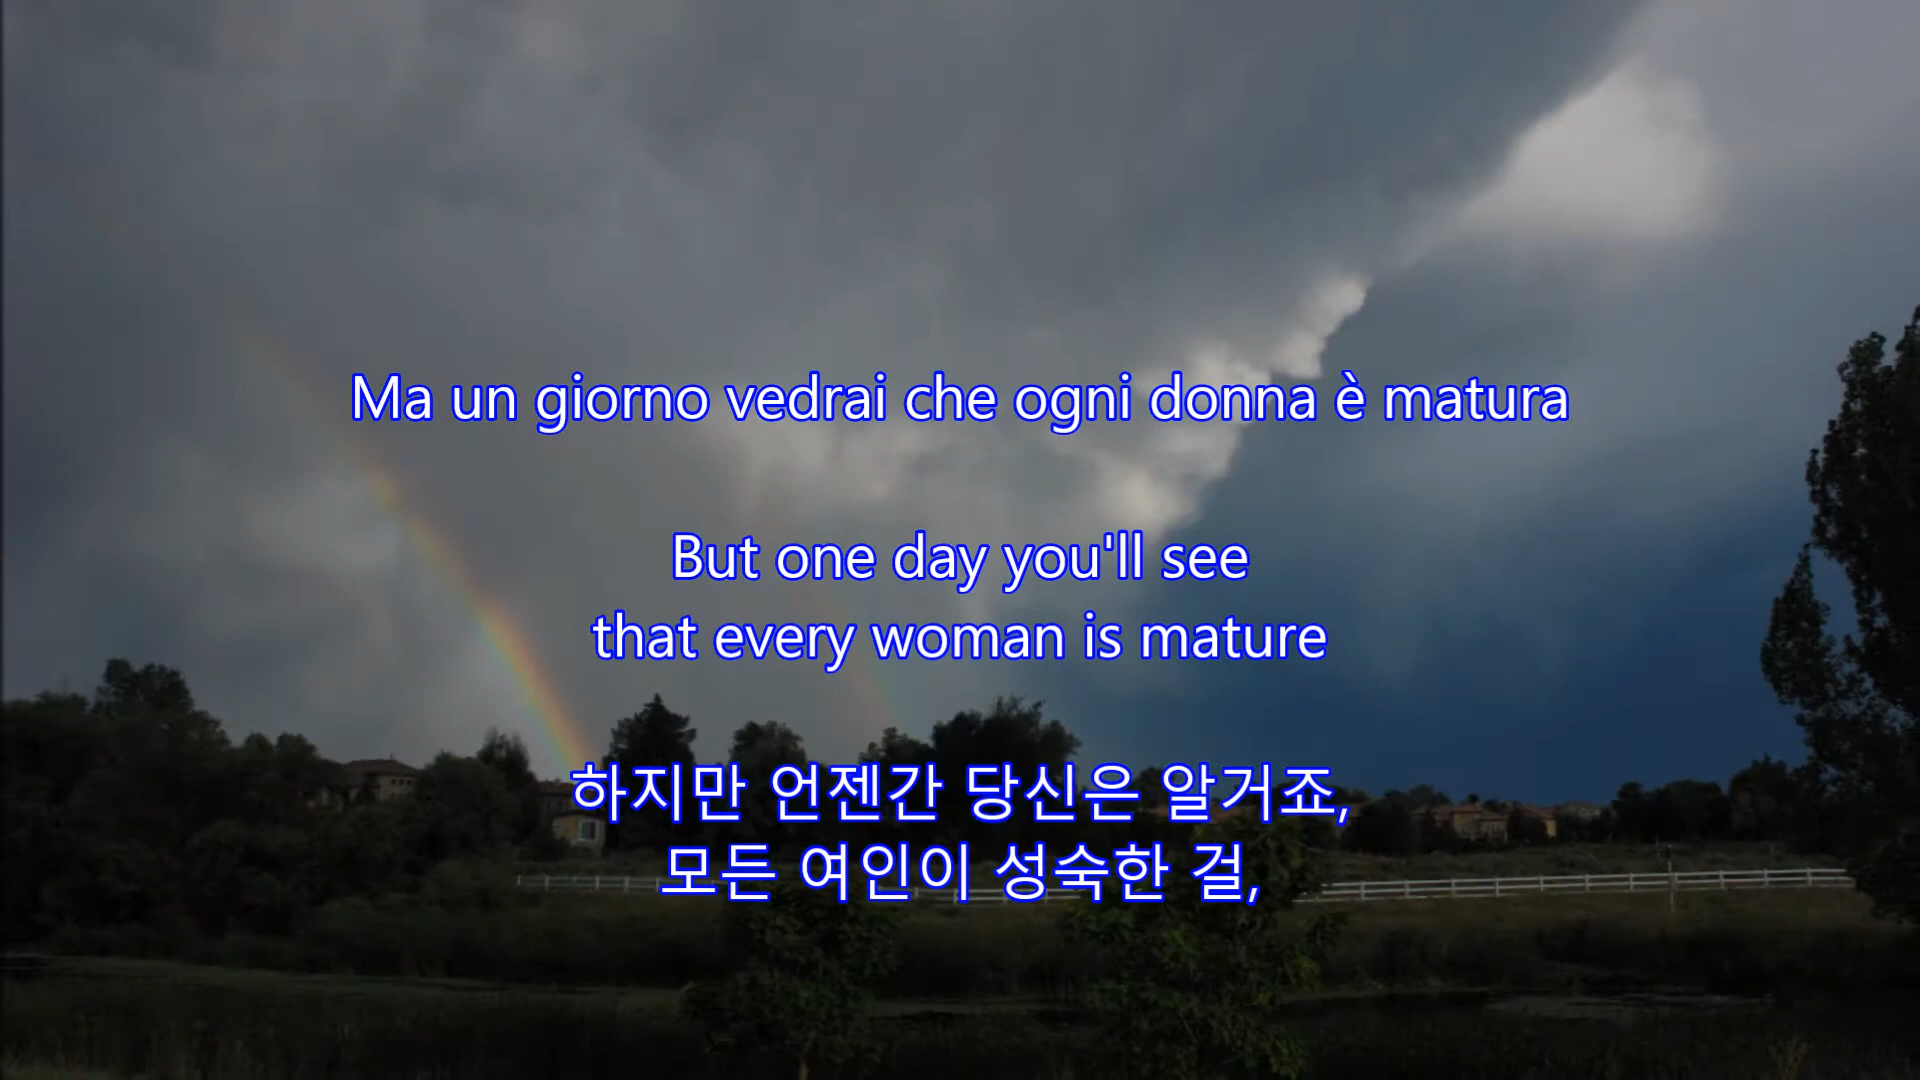 Ma un giorno vedrai che ogni donna è matura
But one day you'll see
that every woman is mature
하지만 언젠간 당신은 알거죠,
모든 여인이 성숙한 걸,